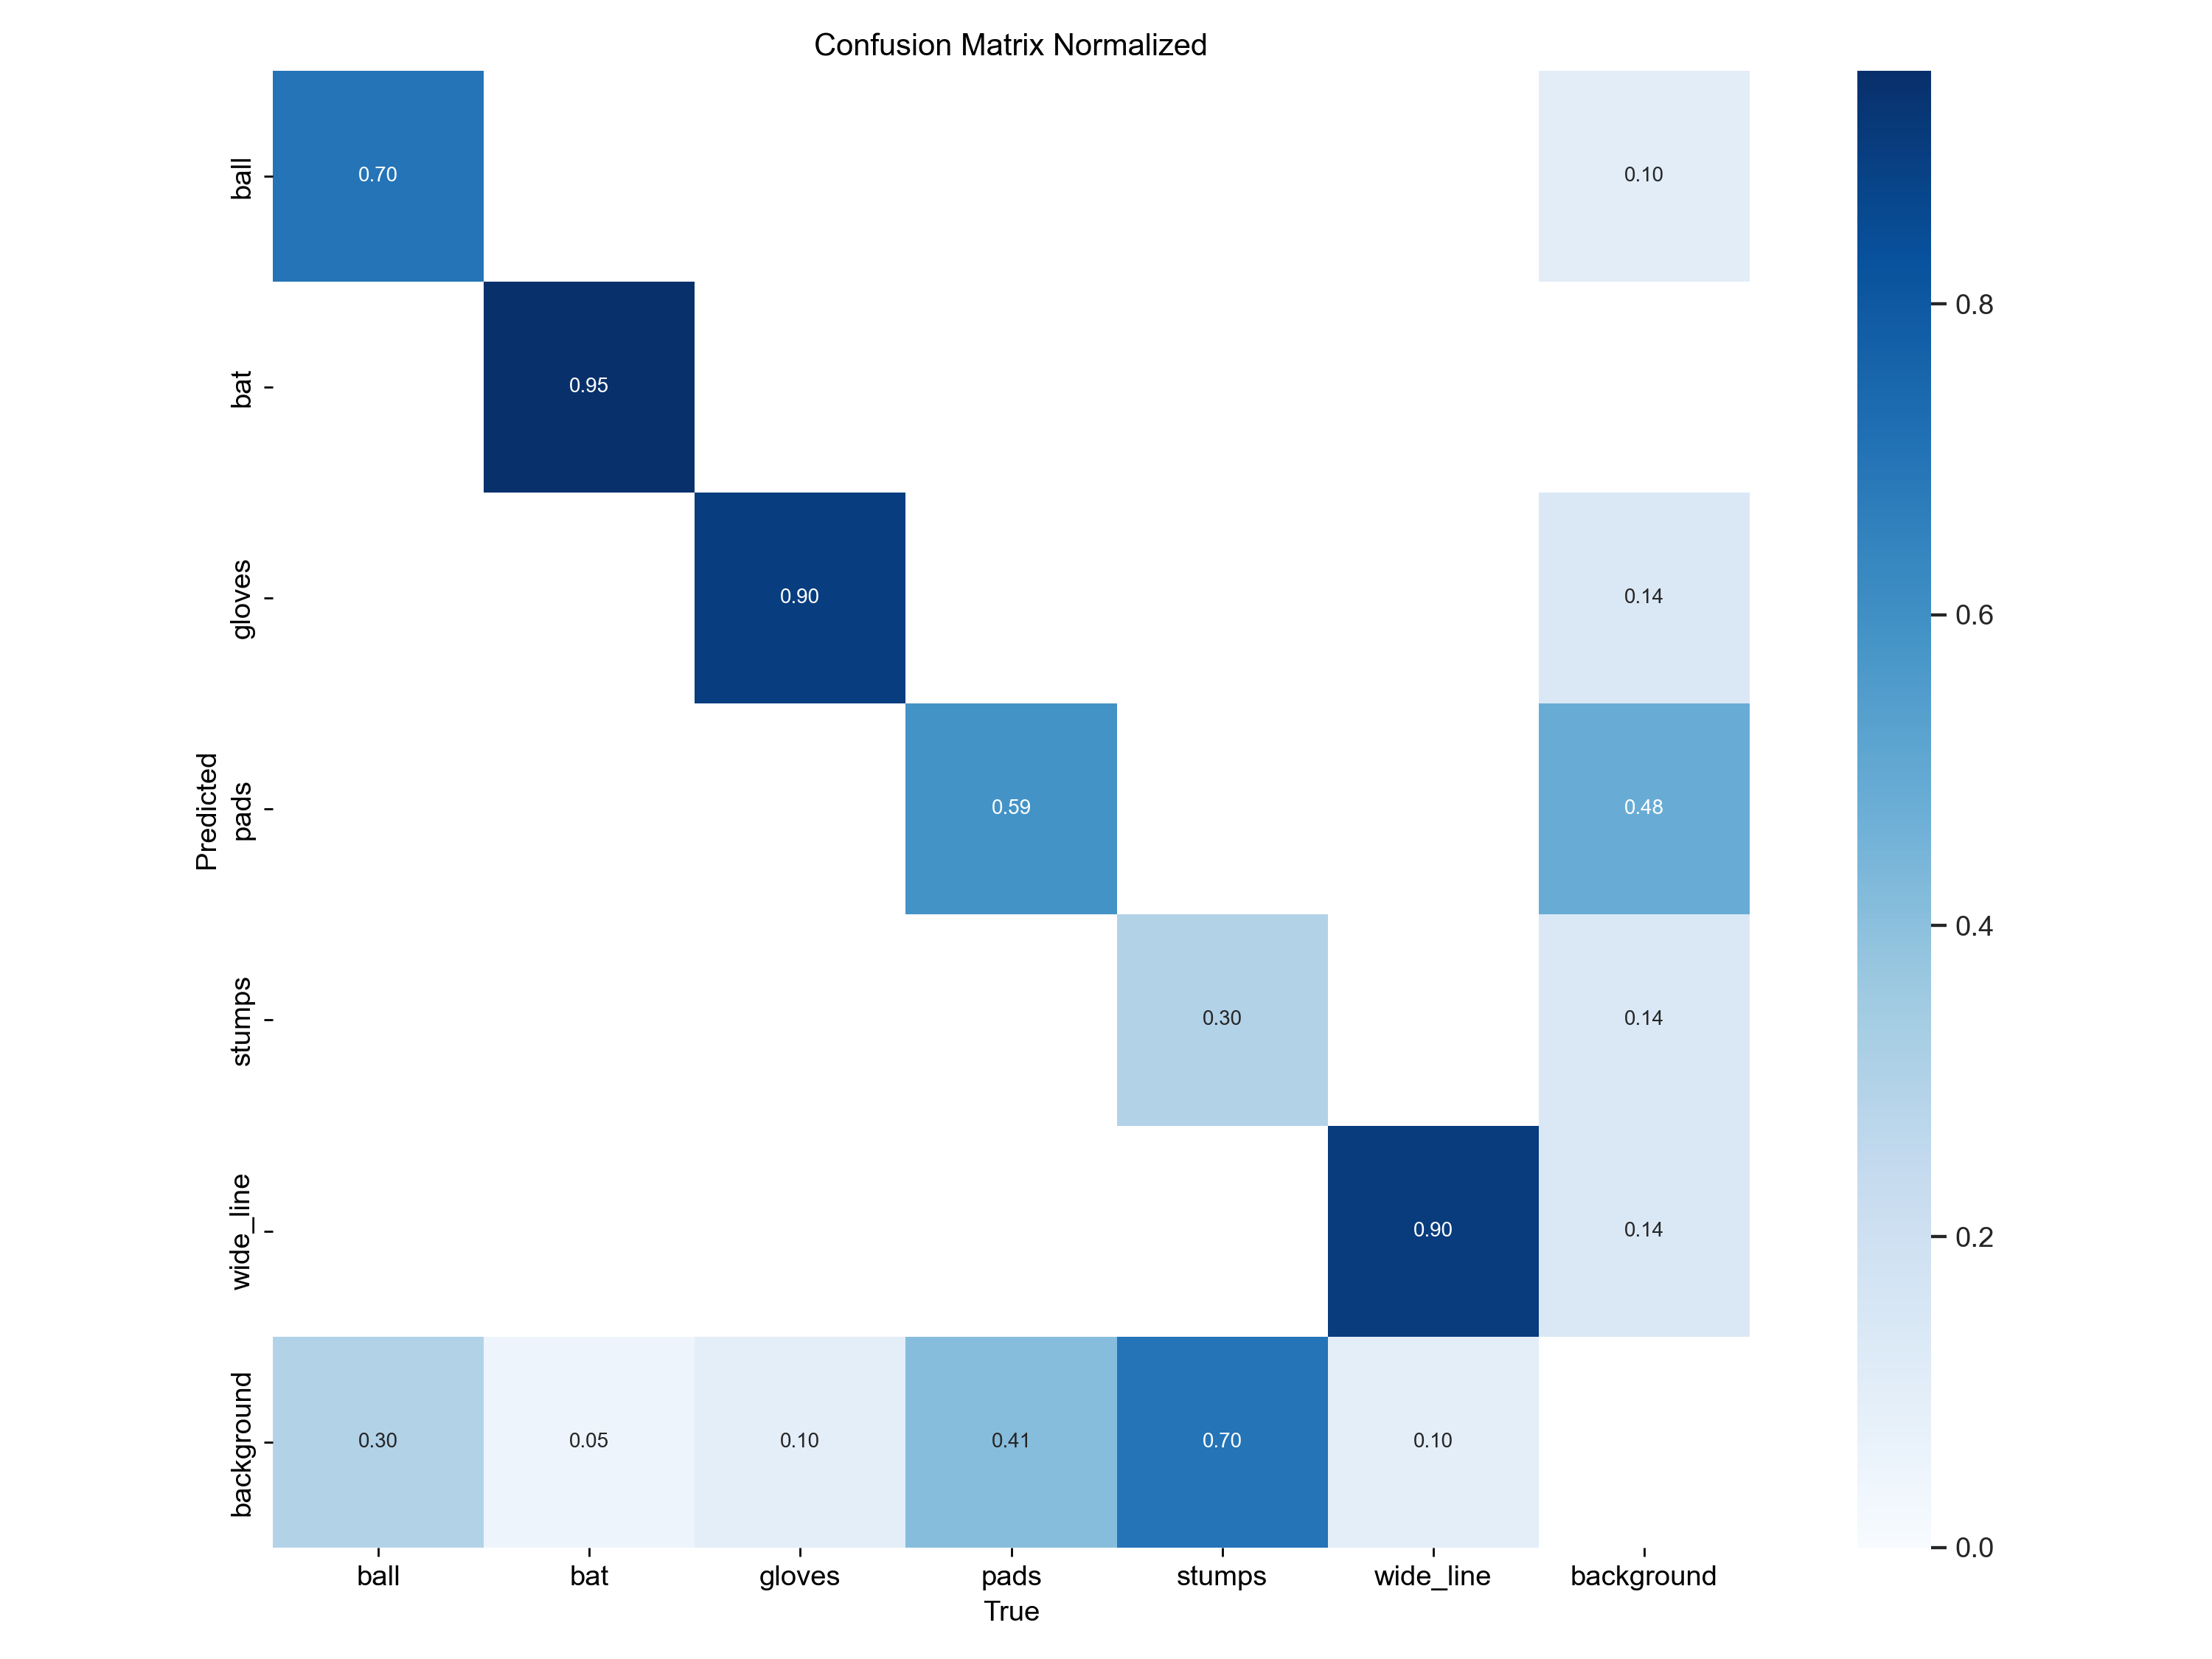 Confusion Matrix Normalized
ball
0.70
0.10
bat
0.95
gloves
0.90
0.14
Predicted
pads
0.59
0.48
stumps
0.30
0.14
wide_line
0.90
0.14
background
0.30
0.05
0.10
0.41
0.70
0.10
ball
bat
gloves
pads
stumps
wide_line
background
True
0.8
0.6
0.4
0.2
0.0